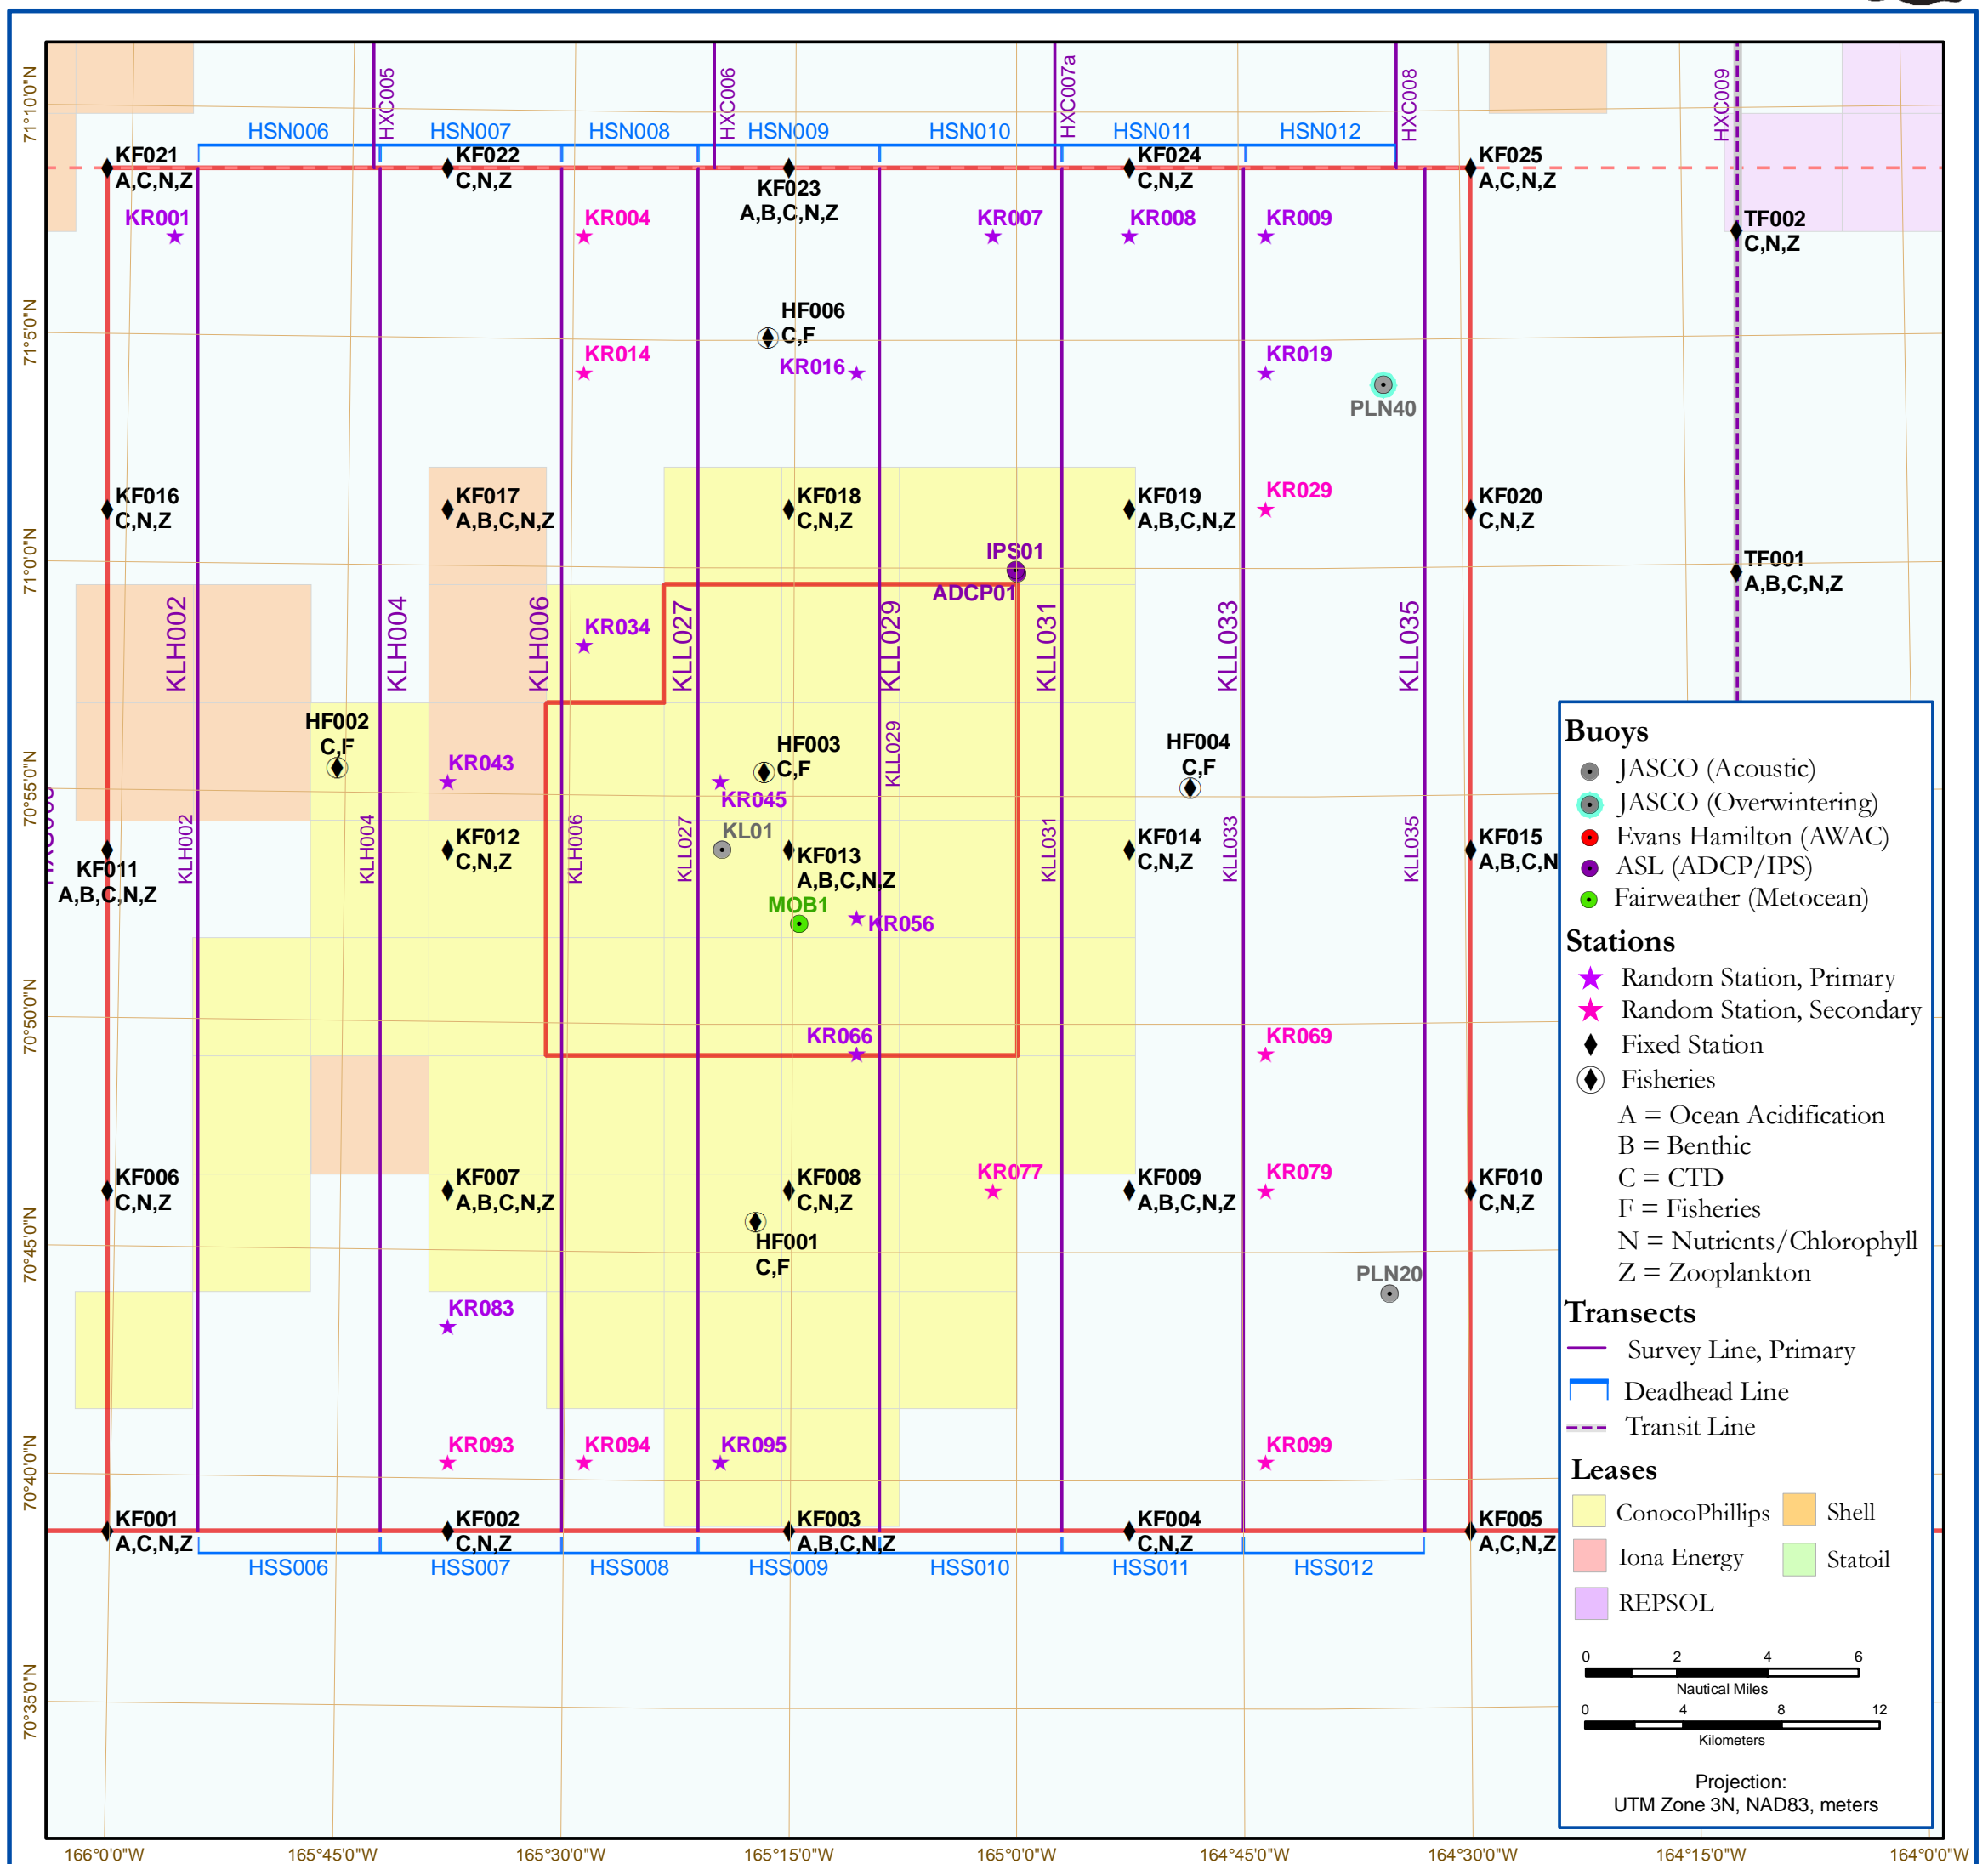 HXC005
HXC006
HXC007a
HXC008
HXC009
71°10'0"N
HSN006
HSN007
HSN008
HSN009
HSN010
HSN011
HSN012
KF021
A,C,N,Z
KF022
C,N,Z
KF023
A,B,C,N,Z
KF024
C,N,Z
KF025
A,C,N,Z
KR001
KR004
KR007
KR008
KR009
TF002
C,N,Z
71°5'0"N
HF006
C,F
KR014
KR016
KR019
PLN40
KF016
C,N,Z
KF017
A,B,C,N,Z
KF018
C,N,Z
KF019
A,B,C,N,Z
KR029
KF020
C,N,Z
71°0'0"N
IPS01
ADCP01
TF001
A,B,C,N,Z
KLH002
KLH004
KLH006
KLL027
KLL029
KLL031
KLL033
KLL035
KR034
HF002
C,F
HF003
C,F
HF004
C,F
KLL029
KR043
KR045
70°55'0"N
KLH002
KLH004
KLH006
KLL027
KLL031
KLL033
KLL035
KF011
A,B,C,N,Z
KF012
C,N,Z
KL01
KF013
A,B,C,N,Z
KF014
C,N,Z
KF015
A,B,C,N
MOB1
KR056
70°50'0"N
KR066
KR069
KF006
C,N,Z
KF007
A,B,C,N,Z
KF008
C,N,Z
KR077
KF009
A,B,C,N,Z
KR079
KF010
C,N,Z
70°45'0"N
HF001
C,F
PLN20
KR083
70°40'0"N
KR093
KR094
KR095
KR099
KF001
A,C,N,Z
KF002
C,N,Z
KF003
A,B,C,N,Z
KF004
C,N,Z
KF005
A,C,N,Z
HSS006
HSS007
HSS008
HSS009
HSS010
HSS011
HSS012
70°35'0"N
166°0'0"W
165°45'0"W
165°30'0"W
165°15'0"W
165°0'0"W
164°45'0"W
164°30'0"W
164°15'0"W
164°0'0"W
Buoys
JASCO (Acoustic)
JASCO (Overwintering)
Evans Hamilton (AWAC)
ASL (ADCP/IPS)
Fairweather (Metocean)
Stations
Random Station, Primary
Random Station, Secondary
Fixed Station
Fisheries
A = Ocean Acidification
B = Benthic
C = CTD
F = Fisheries
N = Nutrients/Chlorophyll
Z = Zooplankton
Transects
Survey Line, Primary
Deadhead Line
Transit Line
Leases
ConocoPhillips
Shell
Iona Energy
Statoil
REPSOL
0 2 4 6
Nautical Miles
0 4 8 12
Kilometers
Projection:
UTM Zone 3N, NAD83, meters